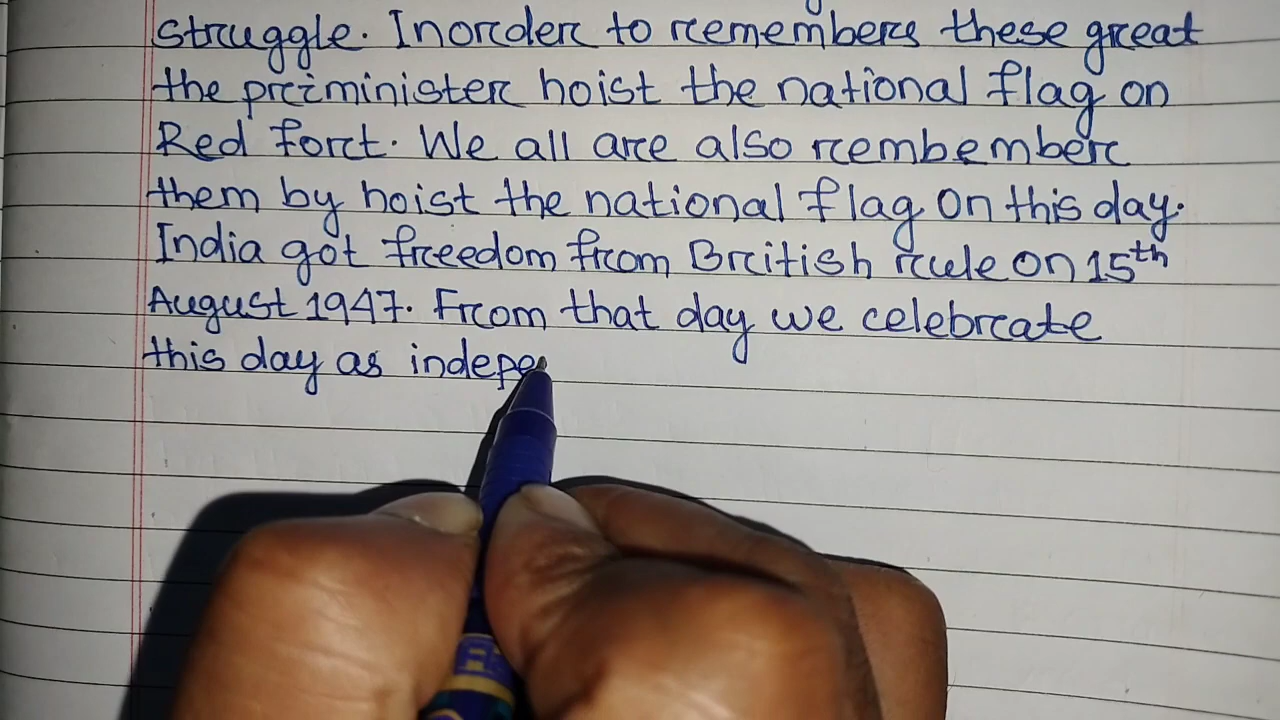 struggle. Inorder to remembers these great
the preiminister hoist the national flag on
Red fort. We all are also rembember
them by hoist the national flag on this day.
India got freedom from British rule on 15th
August 1947. From that day we celebrate
this day as indepe